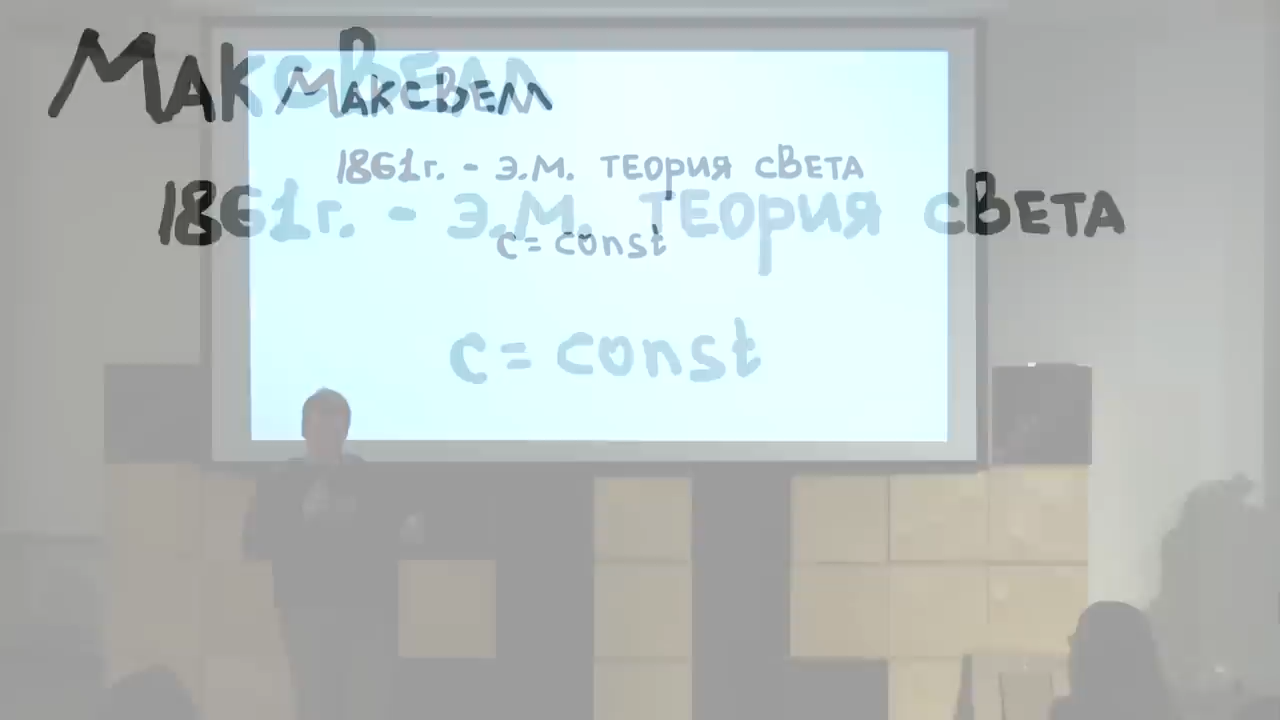 МАКСВЕЛЛ
МАКСВЕЛЛ
1861г. - Э.М. ТЕОРИЯ СВЕТА
1861г. - Э.М. ТЕОРИЯ СВЕТА
c = const
c = const